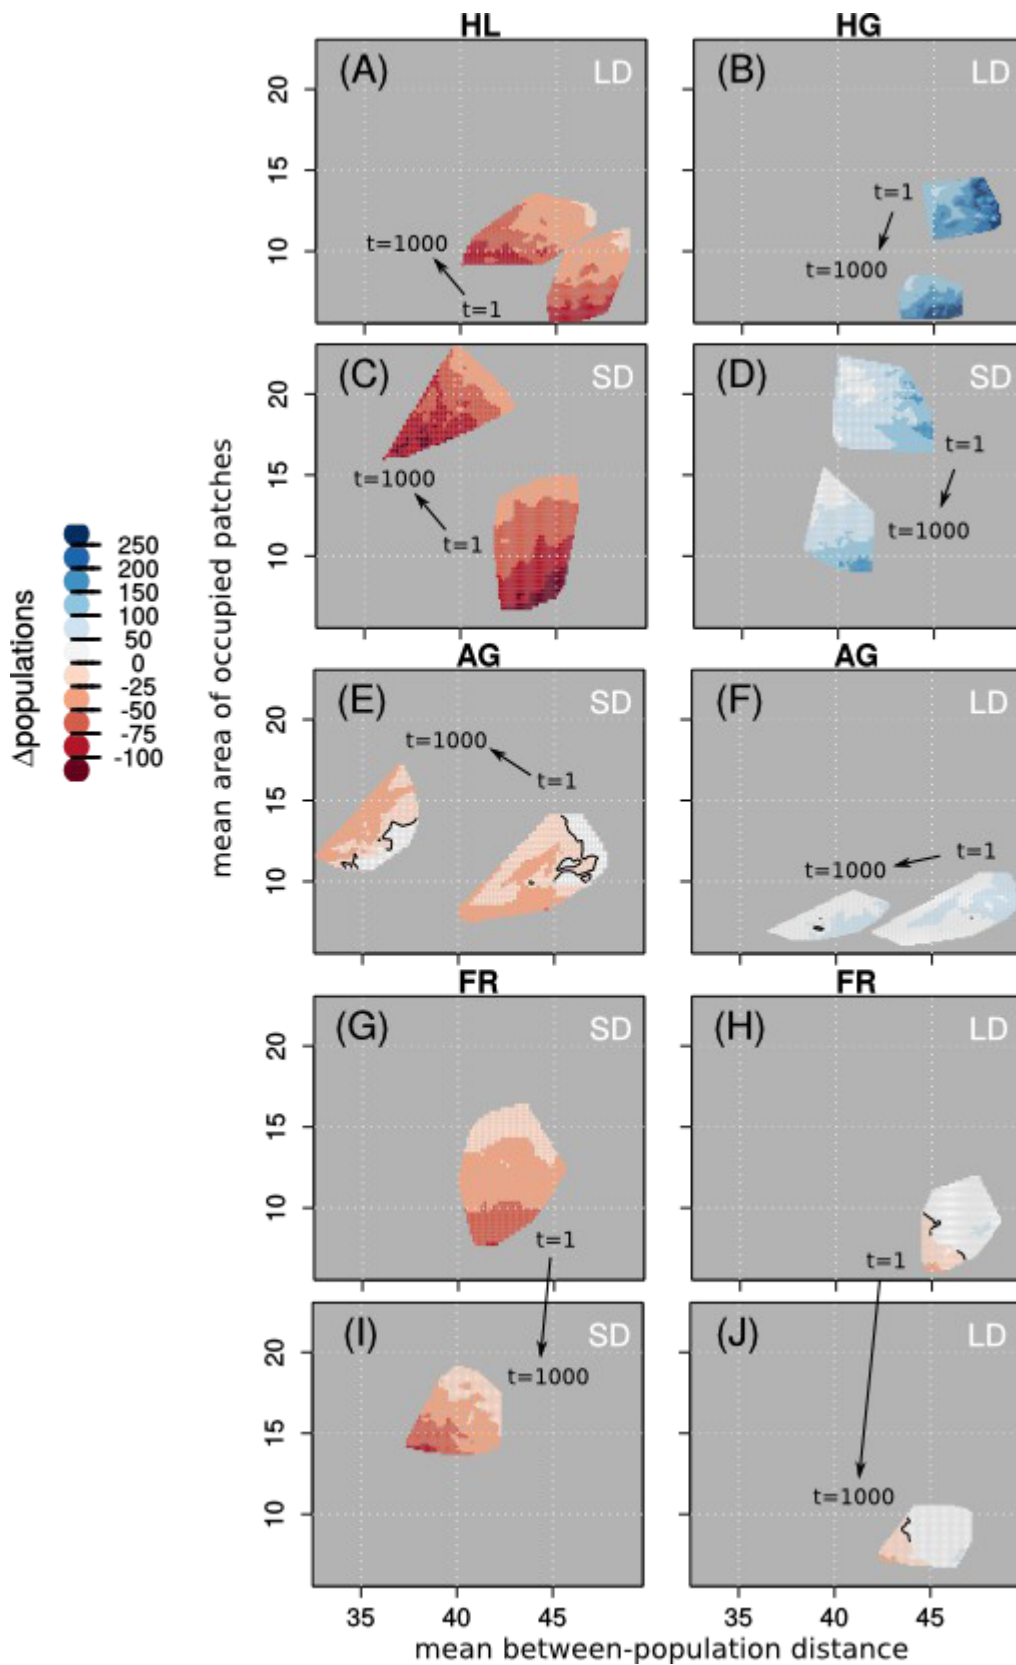 HL HG
(A) LD (B) LD
20
15
10
t=1000
t=1
t=1
t=1000
(C) SD (D) SD
20
15
10
t=1000
t=1
t=1
t=1000
mean area of occupied patches
Δpopulations
250
200
150
100
50
0
-25
-50
-75
-100
AG AG
(E) SD (F) LD
20
15
10
t=1000
t=1
t=1000
t=1
FR FR
(G) SD (H) LD
20
15
10
t=1
t=1
(I) SD (J) LD
20
15
10
t=1000
t=1000
35 40 45 35 40 45
mean between-population distance